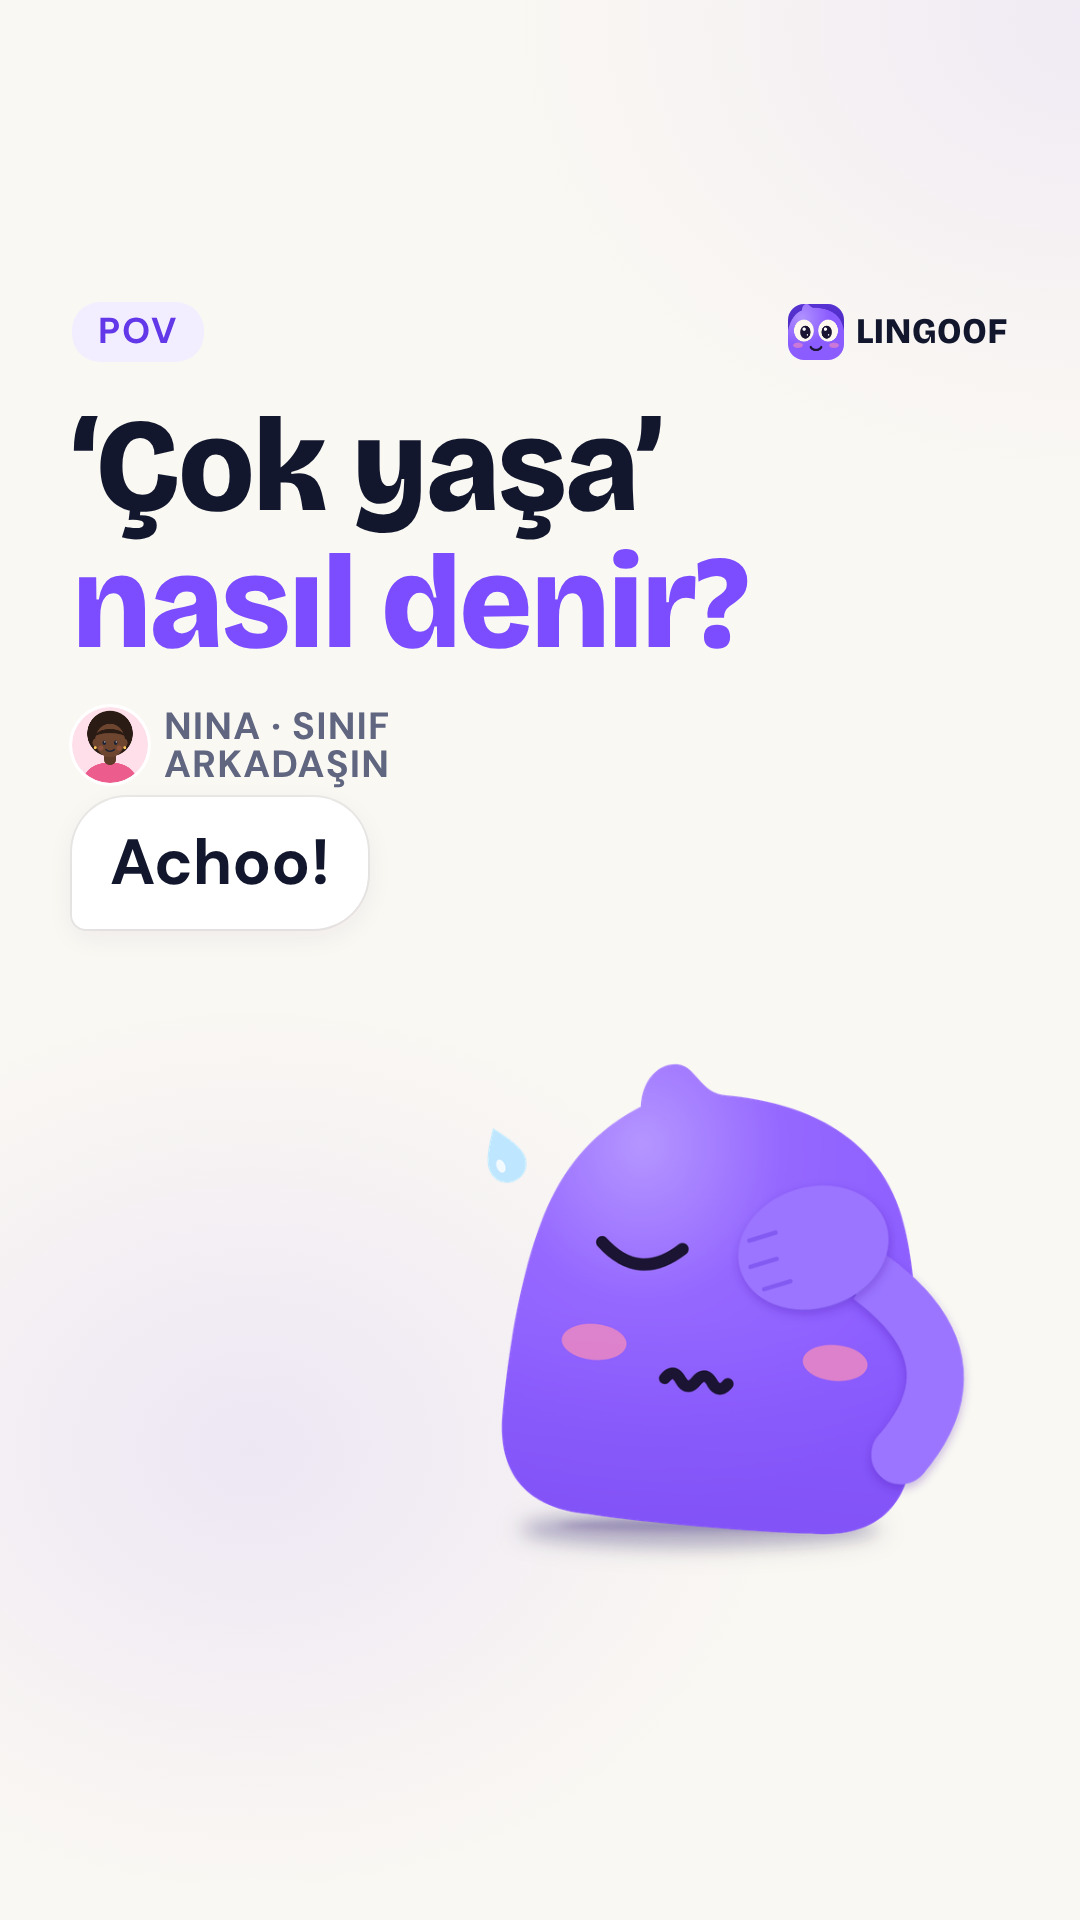 POV
LINGOOF
‘Çok yaşa’
nasıl denir?
NINA · SINIF
ARKADAŞIN
Achoo!